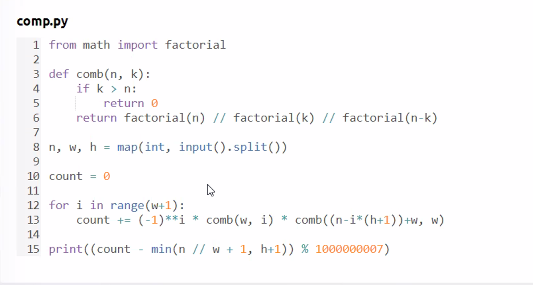 comp.py
1 from math import factorial
2
3 def comb(n, k):
4     if k > n:
5         return 0
6     return factorial(n) // factorial(k) // factorial(n-k)
7
8 n, w, h = map(int, input().split())
9
10 count = 0
11
12 for i in range(w+1):
13     count += (-1)**i * comb(w, i) * comb((n-i*(h+1))+w, w)
14
15 print((count - min(n // w + 1, h+1)) % 1000000007)